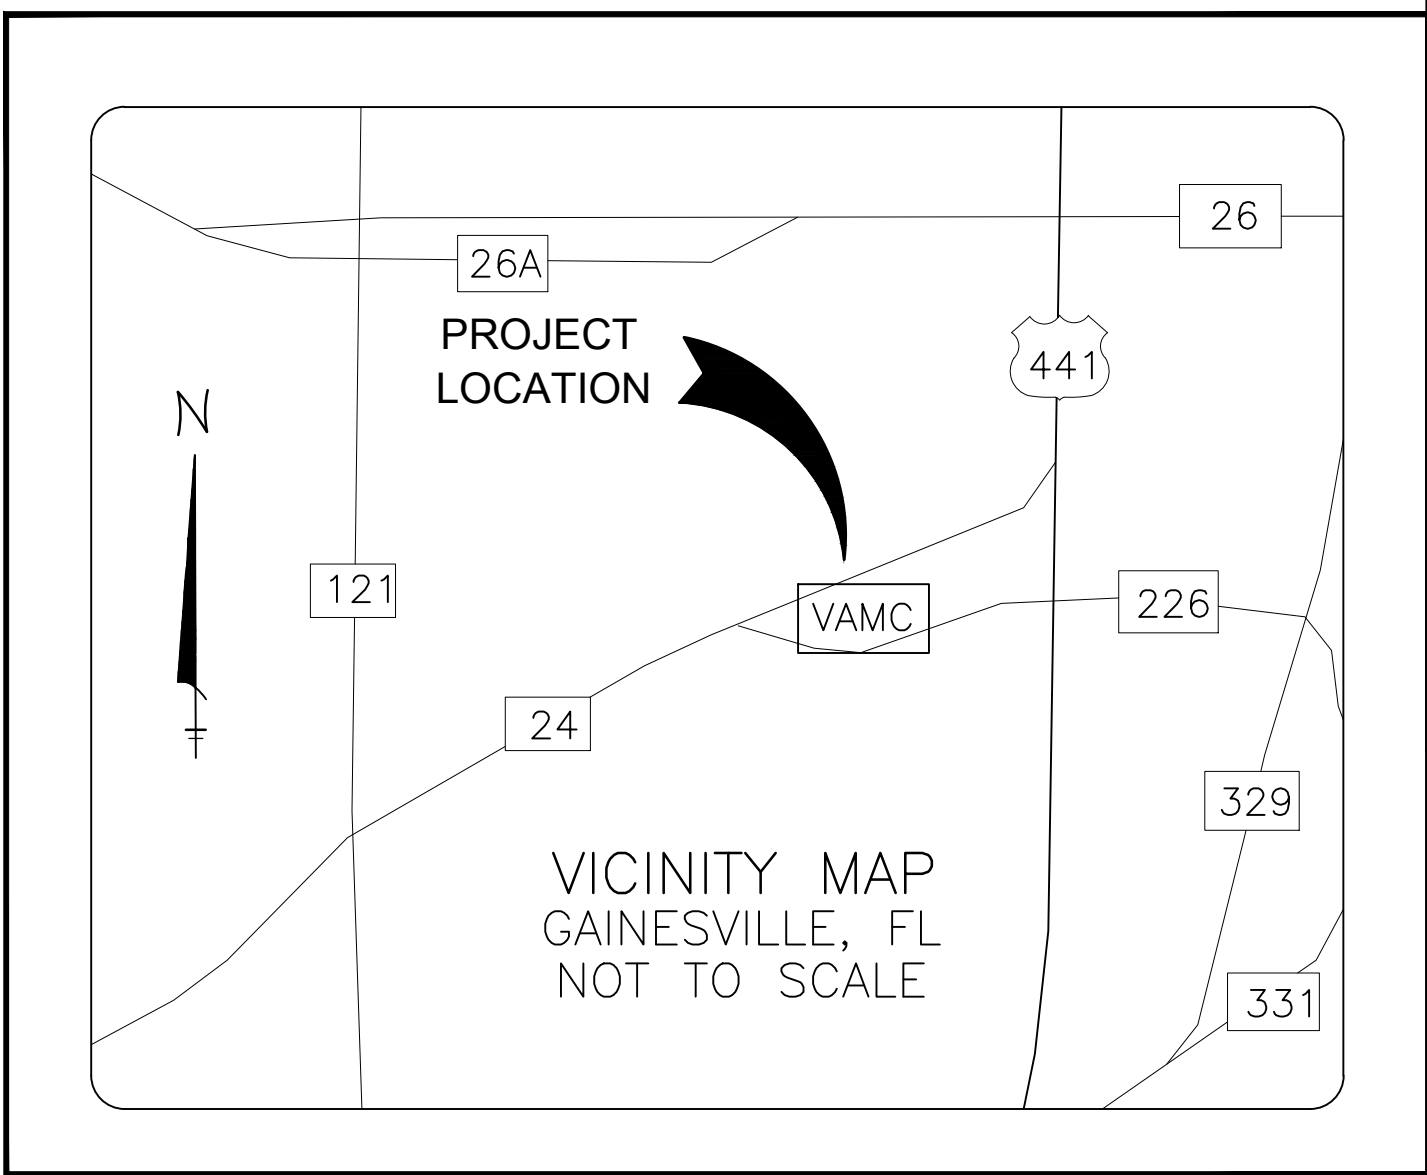 26
26A
PROJECT
LOCATION
441
N
121
VAMC
226
24
329
VICINITY MAP
GAINESVILLE, FL
NOT TO SCALE
331